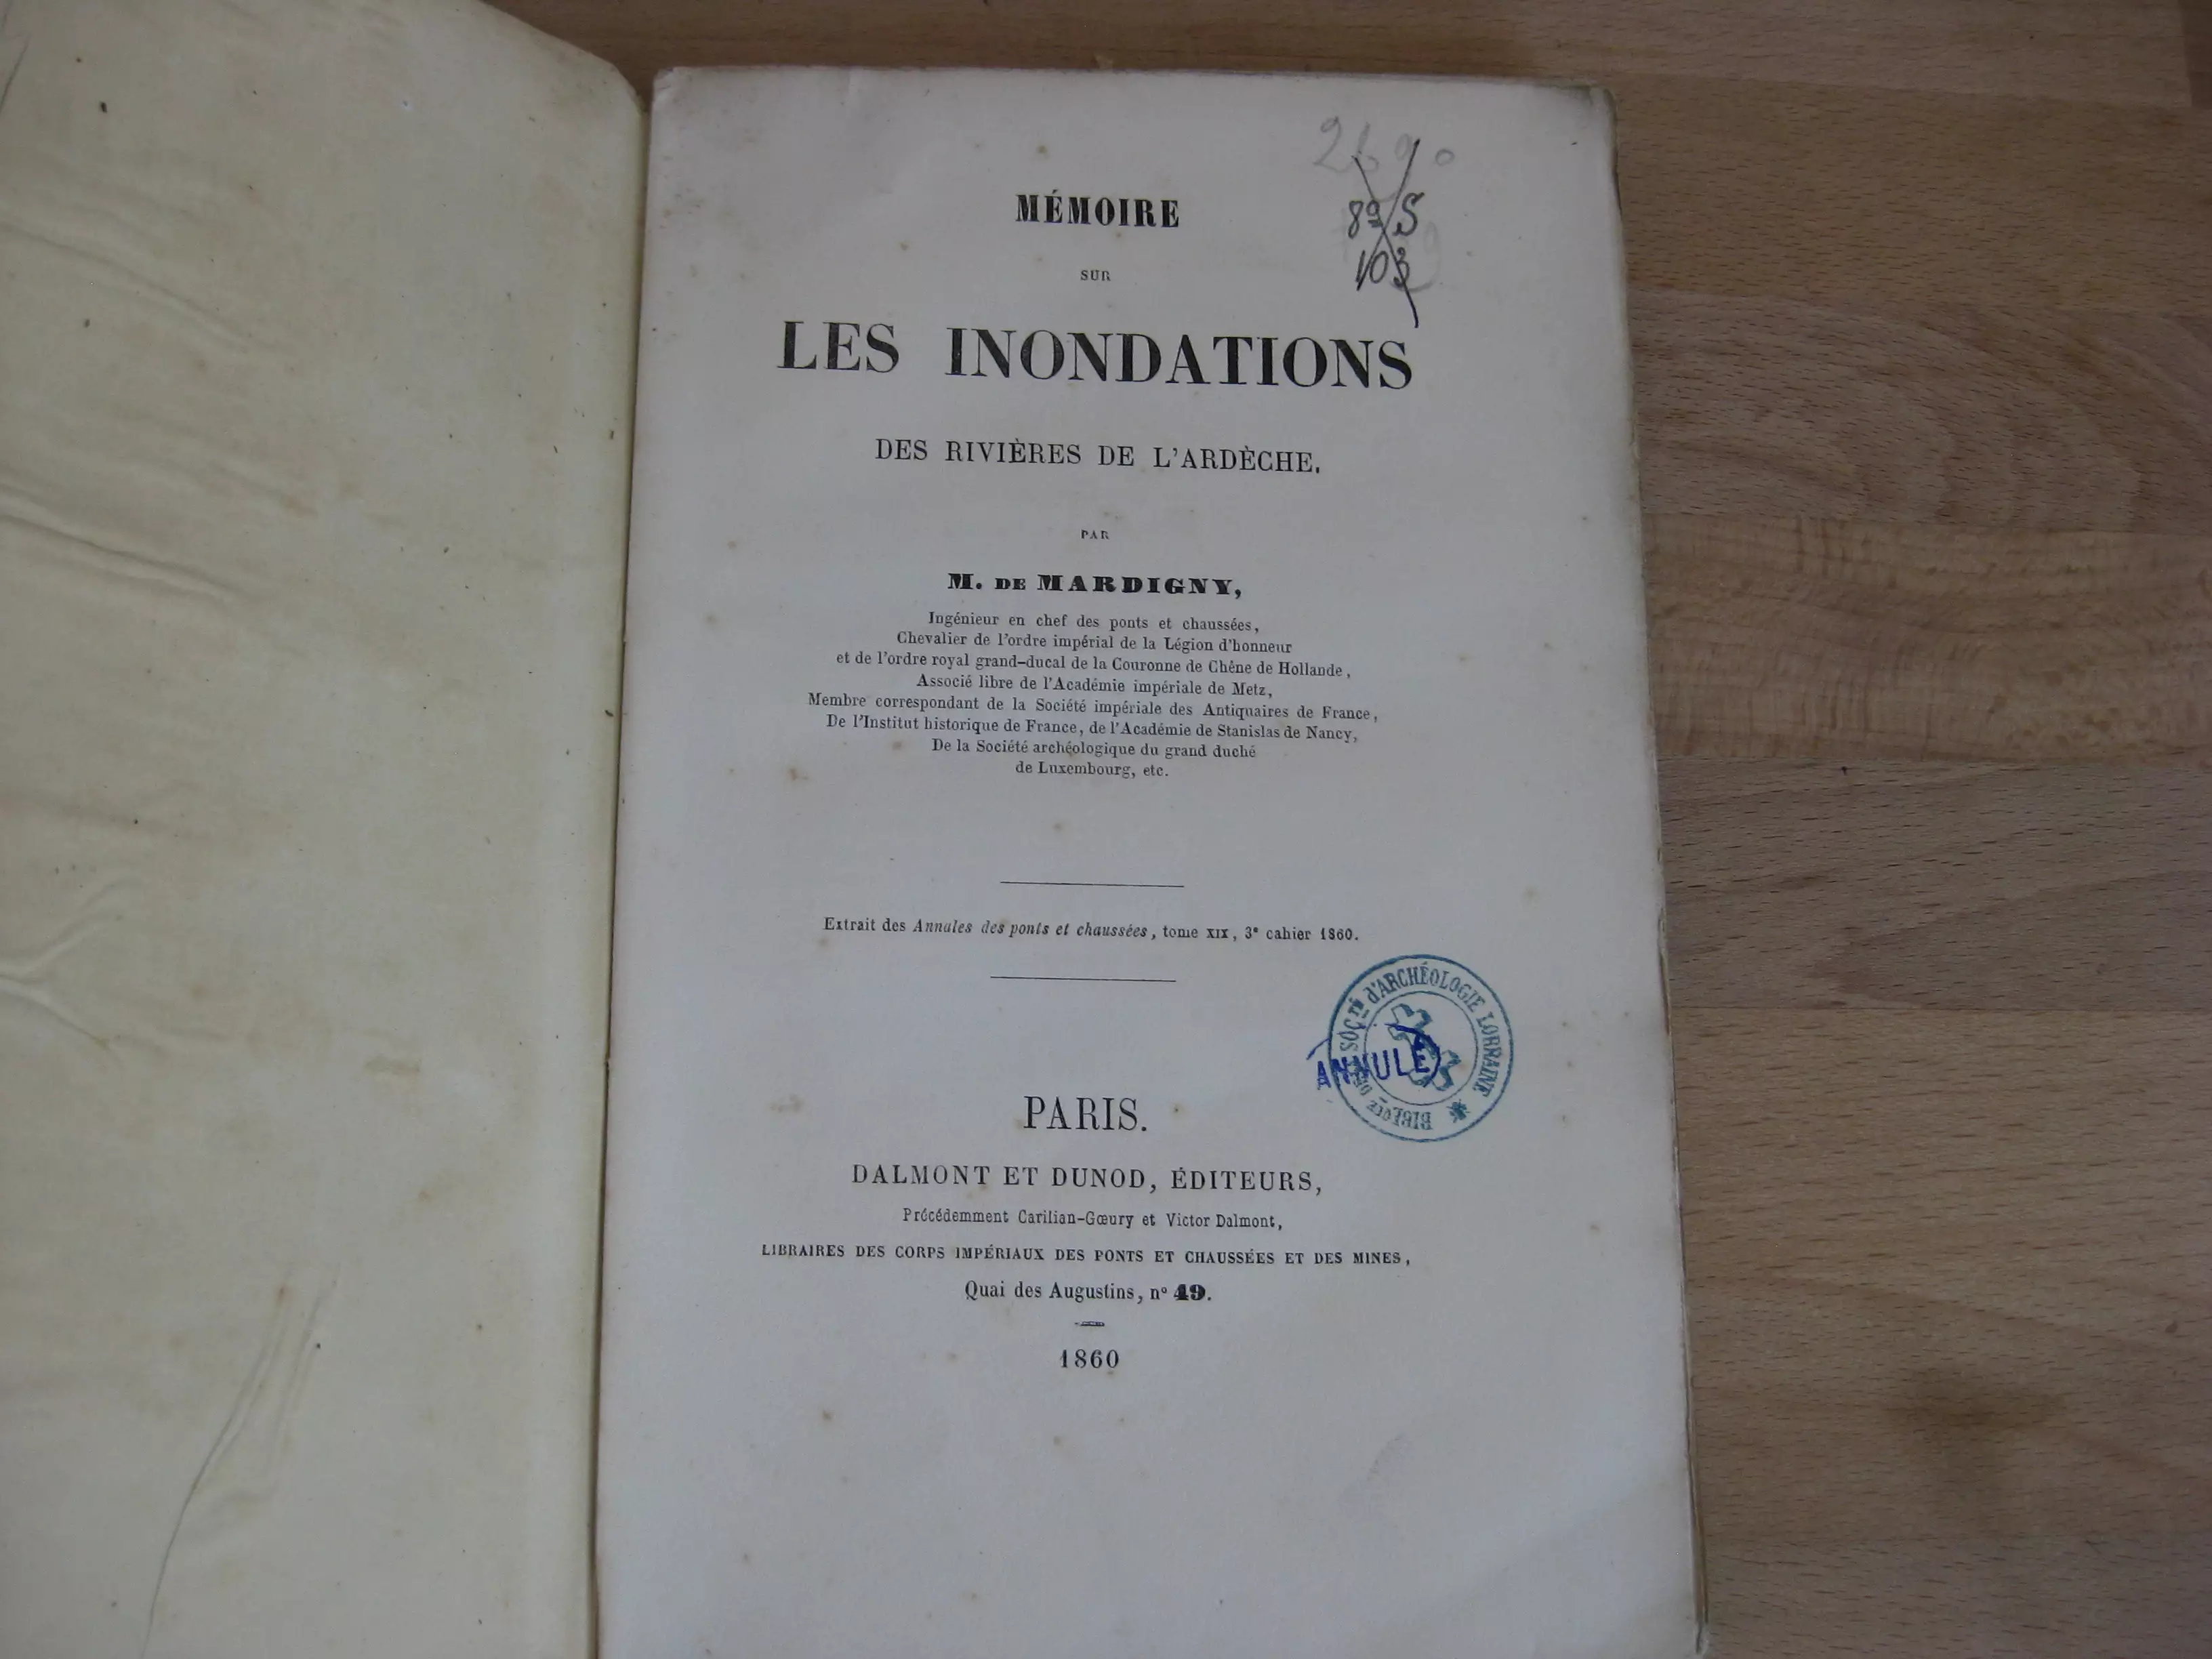 MÉMOIRE
SUR
LES INONDATIONS
DES RIVIÈRES DE L'ARDÈCHE.
PAR
M. DE MARDIGNY,
Ingénieur en chef des ponts et chaussées,
Chevalier de l'ordre impérial de la Légion d'honneur
et de l'ordre royal grand-ducal de la Couronne de Chêne de Hollande,
Associé libre de l'Académie impériale de Metz,
Membre correspondant de la Société impériale des Antiquaires de France,
De l'Institut historique de France, de l'Académie de Stanislas de Nancy,
De la Société archéologique du grand duché
de Luxembourg, etc.
8º S
103
Extrait des Annales des ponts et chaussées, tome XIX, 3e cahier 1860.
SOCTÉ d'ARCHÉOLOGIE LORRAINE
ANNULÉ
PARIS.
DALMONT ET DUNOD, ÉDITEURS,
Précédemment Carilian-Gœury et Victor Dalmont,
LIBRAIRES DES CORPS IMPÉRIAUX DES PONTS ET CHAUSSÉES ET DES MINES,
Quai des Augustins, nº 49.
1860